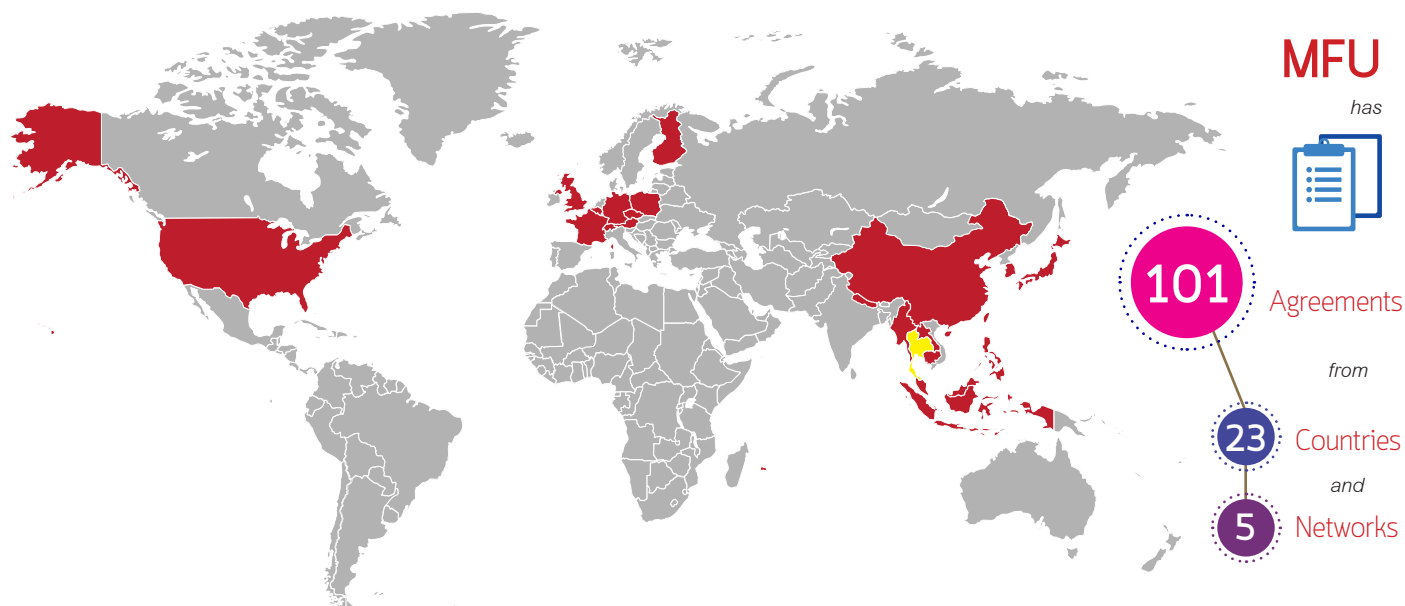 MFU
has
101
Agreements
from
23
Countries
and
5
Networks